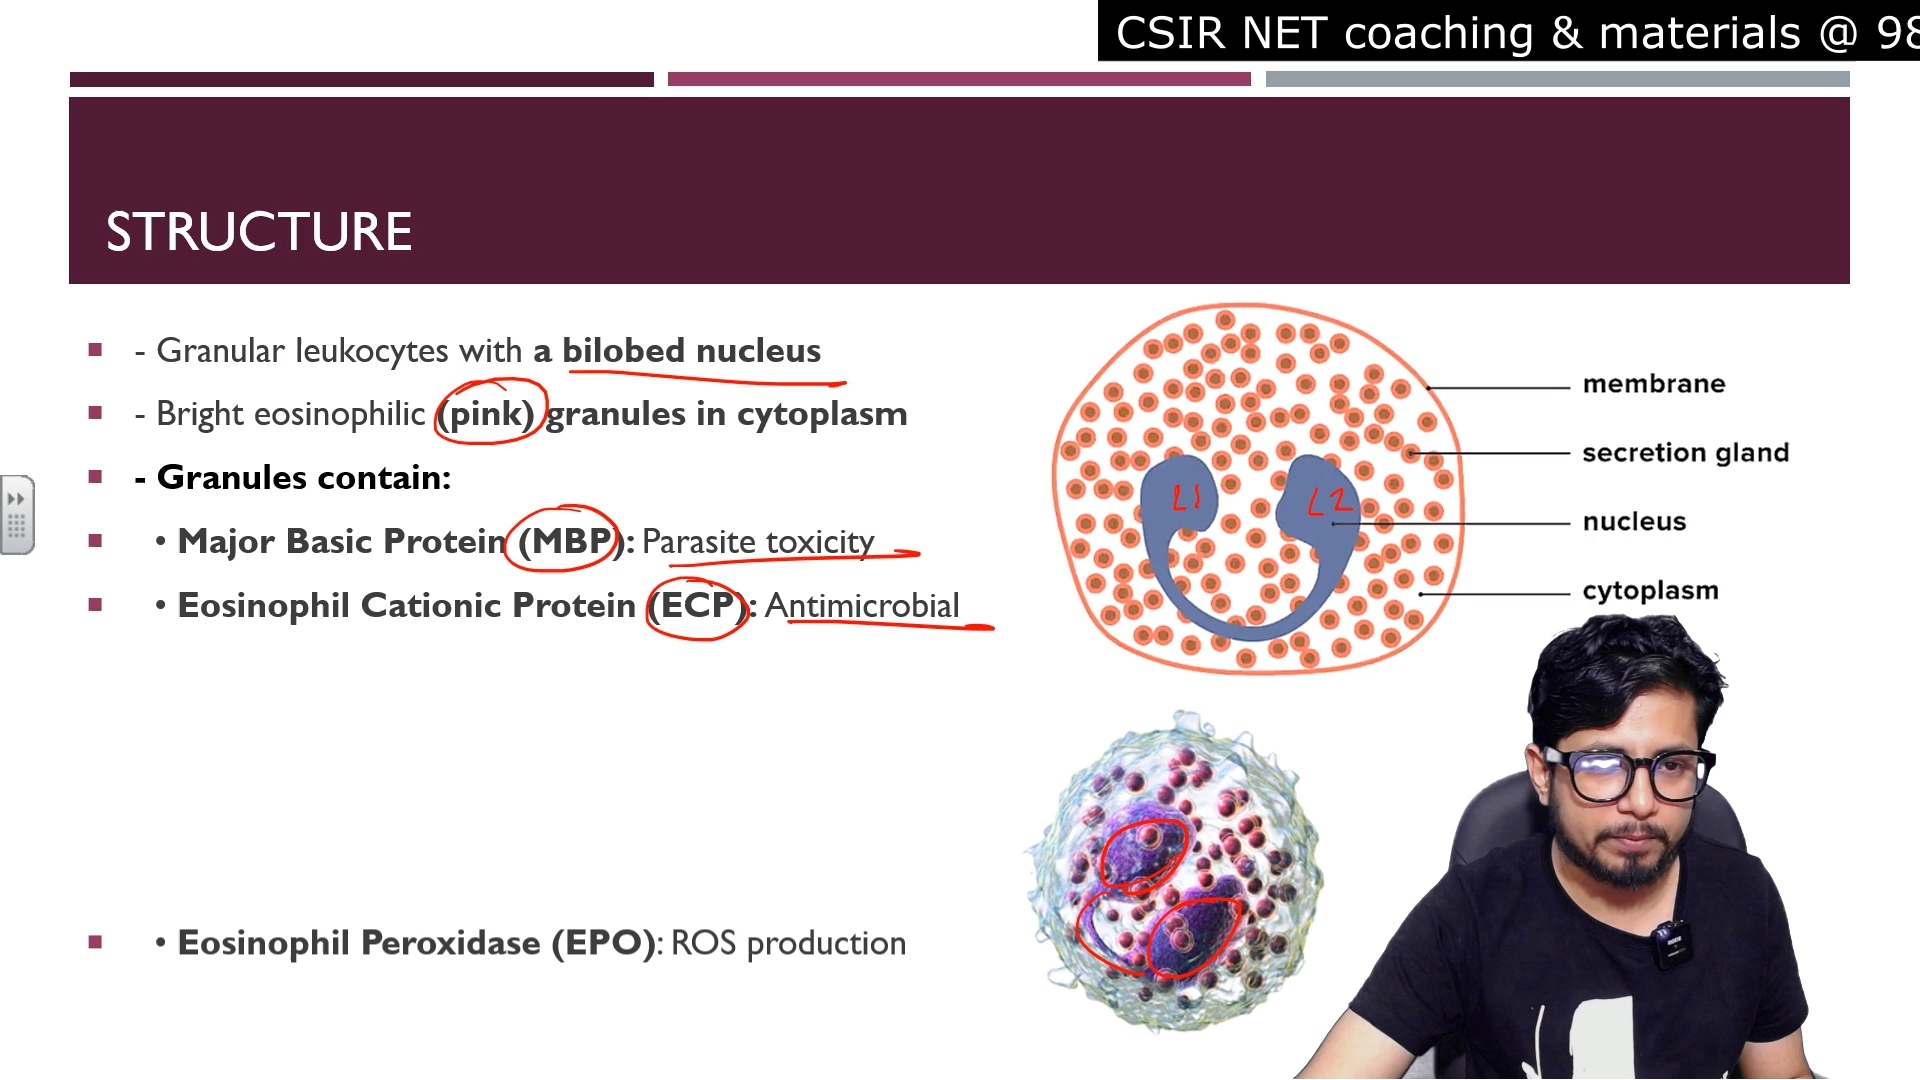 CSIR NET coaching & materials @ 98
STRUCTURE
- Granular leukocytes with a bilobed nucleus
- Bright eosinophilic (pink) granules in cytoplasm
- Granules contain:
• Major Basic Protein (MBP): Parasite toxicity
• Eosinophil Cationic Protein (ECP): Antimicrobial
• Eosinophil Peroxidase (EPO): ROS production
membrane
secretion gland
L1 L2
nucleus
cytoplasm